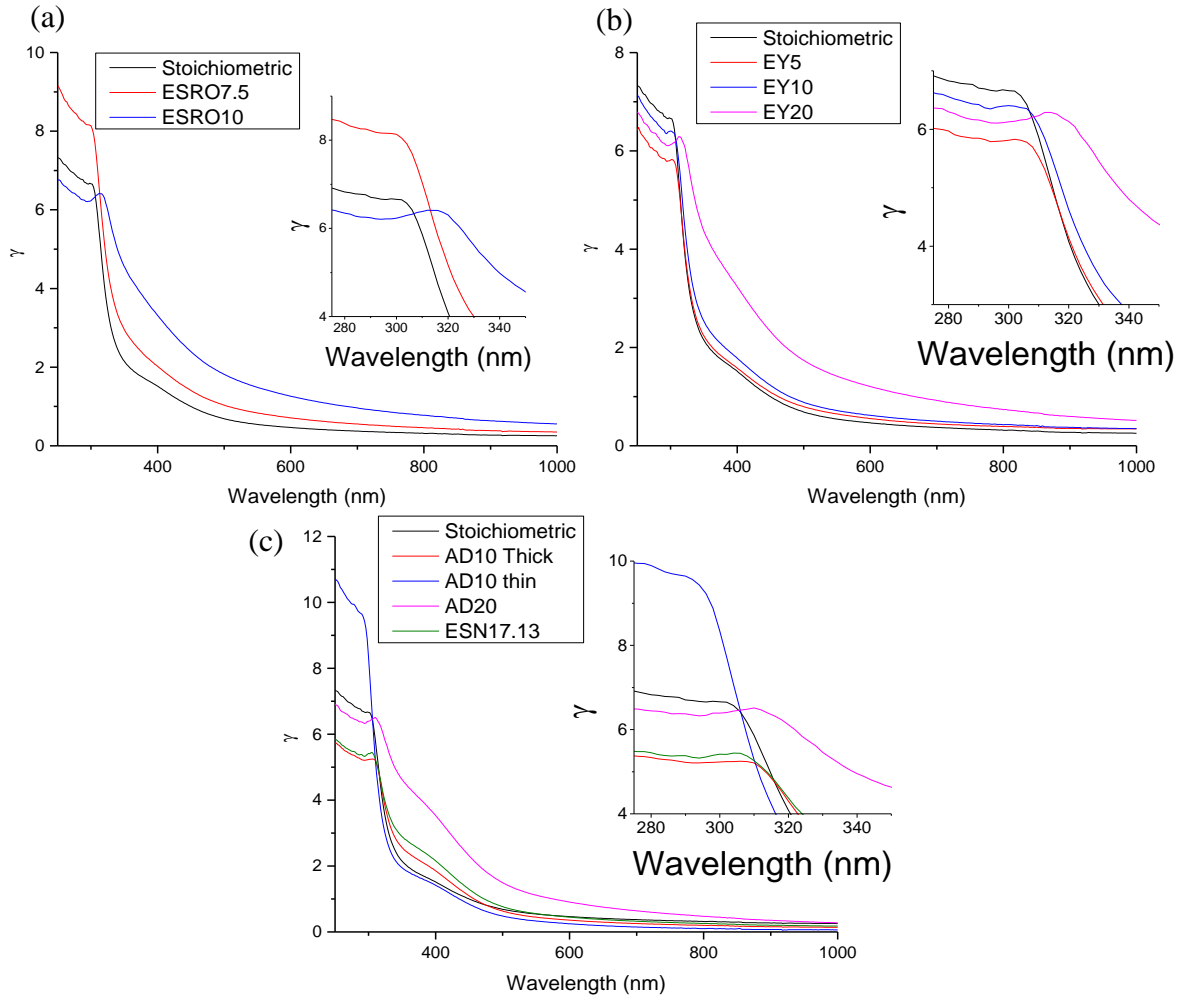 (a)
Stoichiometric
ESRO7.5
ESRO10
γ
10
8
6
4
2
0
400
600
800
1000
Wavelength (nm)
γ
8
6
4
280
300
320
340
Wavelength (nm)
(b)
Stoichiometric
EY5
EY10
EY20
γ
8
6
4
2
0
400
600
800
1000
Wavelength (nm)
γ
6
4
280
300
320
340
Wavelength (nm)
(c)
Stoichiometric
AD10 Thick
AD10 thin
AD20
ESN17.13
γ
12
10
8
6
4
2
0
400
600
800
1000
Wavelength (nm)
γ
10
8
6
4
280
300
320
340
Wavelength (nm)